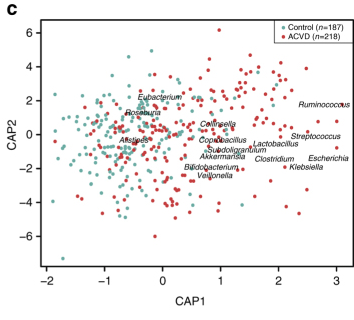 c
Control (n=187)
ACVD (n=218)
6
4
2
0
−2
−4
−6
CAP2
Eubacterium
Ruminococcus
Roseburia
Collinsella
Alistipes
Streptococcus
Coprobacillus
Lactobacillus
Subdoligranulum
Akkermansia
Clostridium
Escherichia
Bifidobacterium
Klebsiella
Veillonella
−2
−1
0
1
2
3
CAP1